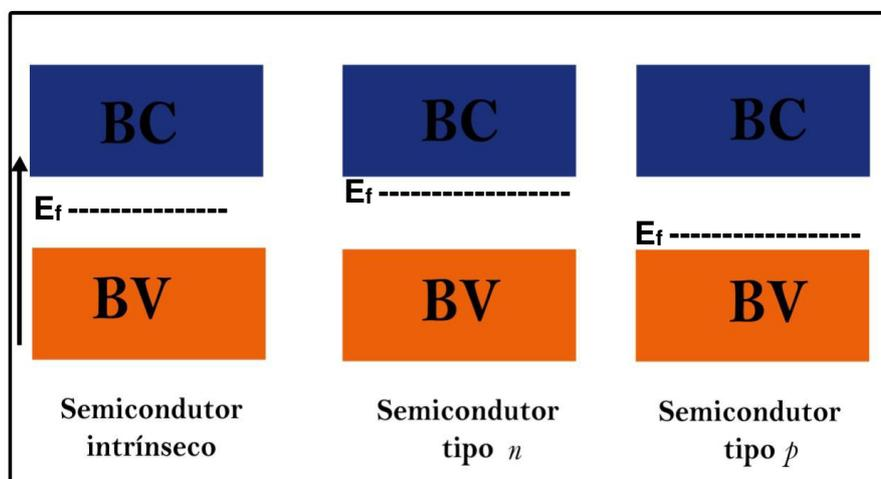 BC
BC
BC
Ef ---------------
Ef ------------------
Ef ------------------
BV
BV
BV
Semicondutor
intrínseco
Semicondutor
tipo n
Semicondutor
tipo p